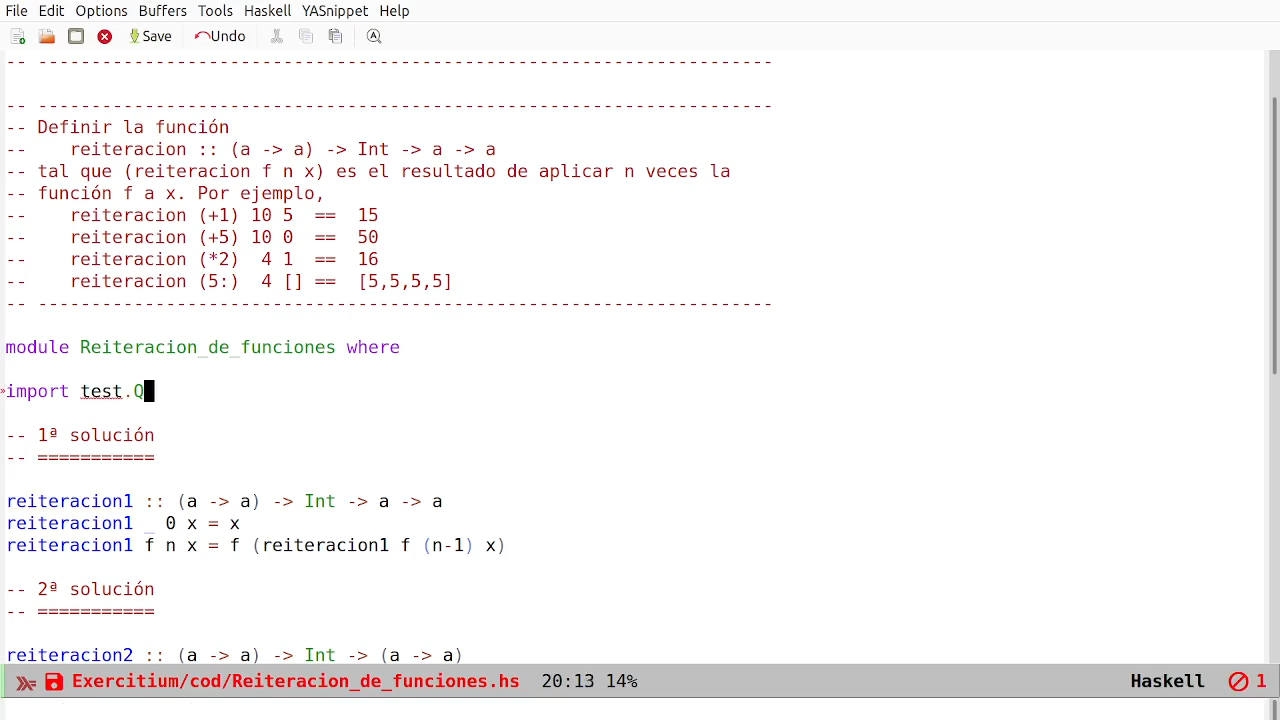 File Edit Options Buffers Tools Haskell YASnippet Help
Save Undo
-- ---------------------------------------------------------------------
-- ---------------------------------------------------------------------
-- Definir la función
--    reiteracion :: (a -> a) -> Int -> a -> a
-- tal que (reiteracion f n x) es el resultado de aplicar n veces la
-- función f a x. Por ejemplo,
--    reiteracion (+1) 10 5  ==  15
--    reiteracion (+5) 10 0  ==  50
--    reiteracion (*2)  4 1  ==  16
--    reiteracion (5:)  4 [] ==  [5,5,5,5]
-- ---------------------------------------------------------------------
module Reiteracion_de_funciones where
import test.Q
-- 1ª solución
-- ===========
reiteracion1 :: (a -> a) -> Int -> a -> a
reiteracion1 _ 0 x = x
reiteracion1 f n x = f (reiteracion1 f (n-1) x)
-- 2ª solución
-- ===========
reiteracion2 :: (a -> a) -> Int -> (a -> a)
Exercitium/cod/Reiteracion_de_funciones.hs 20:13 14% Haskell 1